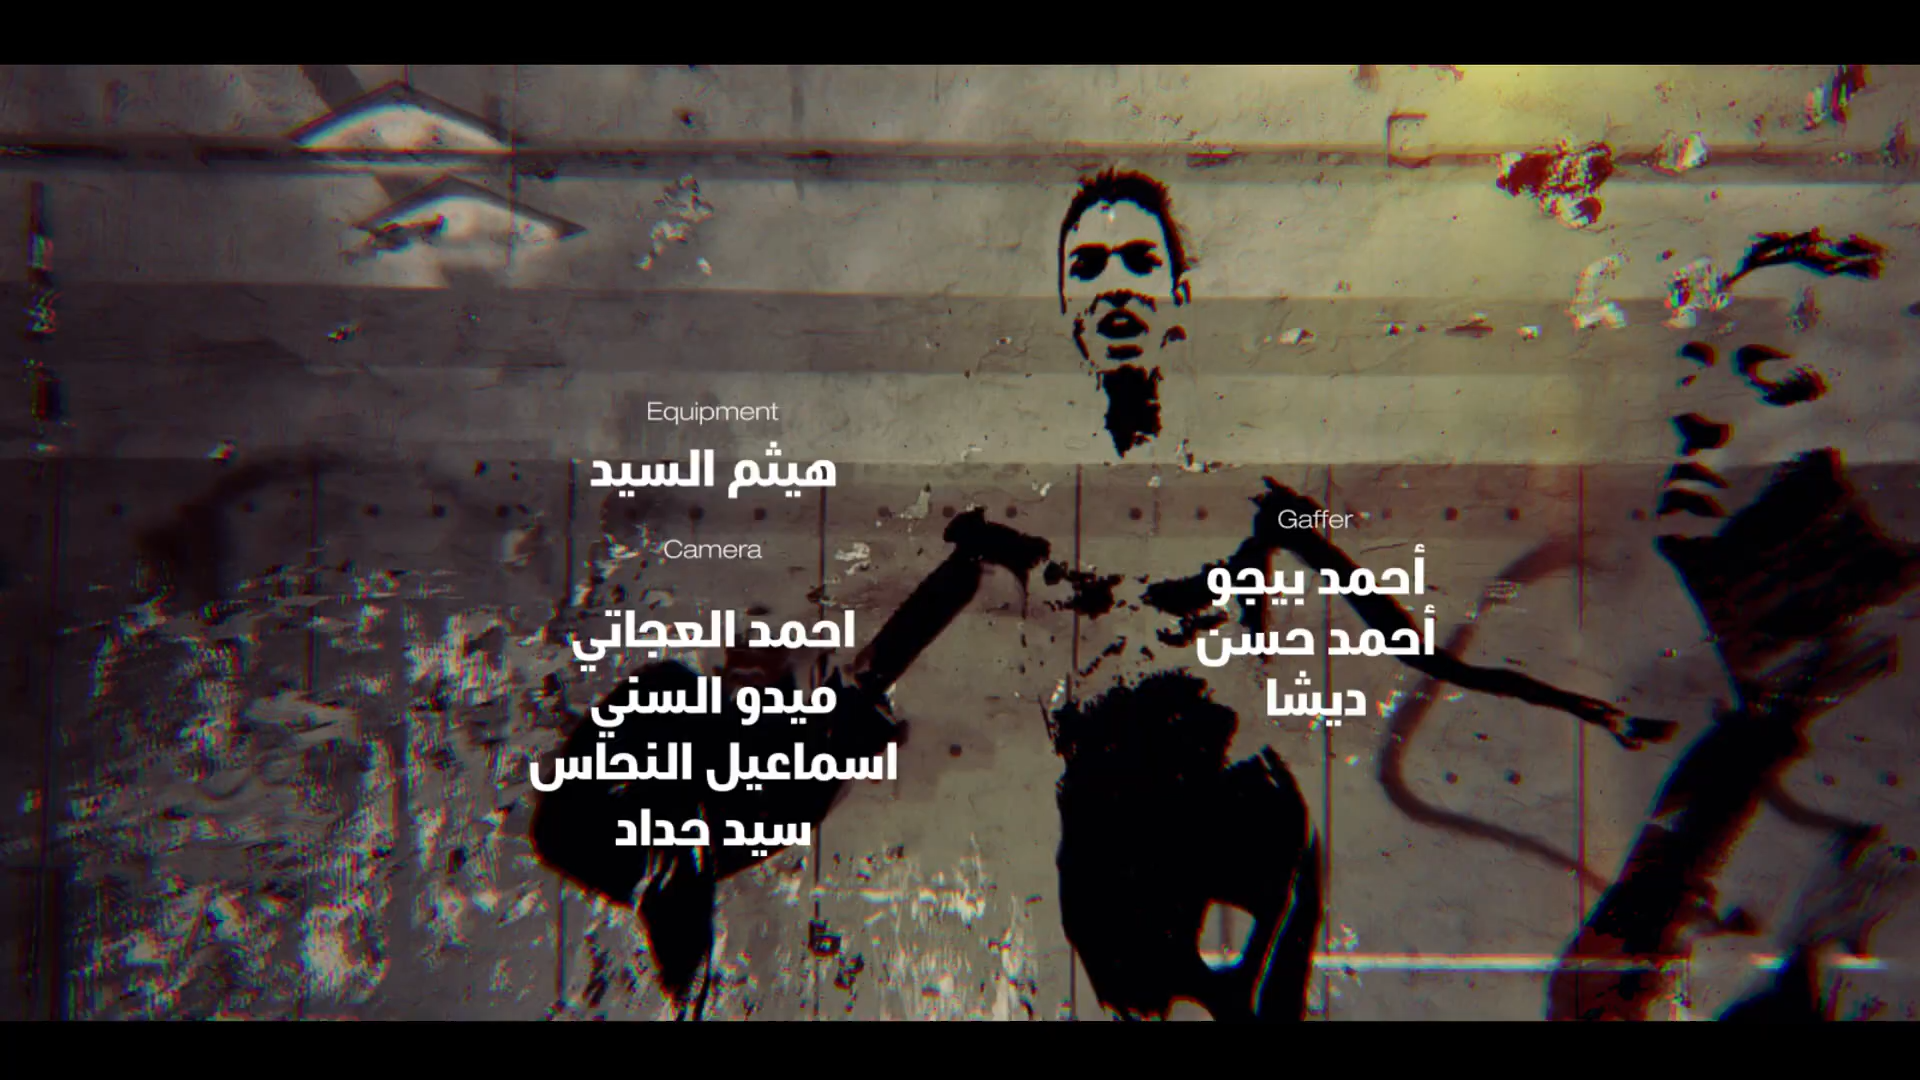 Equipment
هيثم السيد
Camera
احمد العجاتي
ميدو السني
اسماعيل النحاس
سيد حداد
Gaffer
أحمد بيجو
أحمد حسن
ديشا